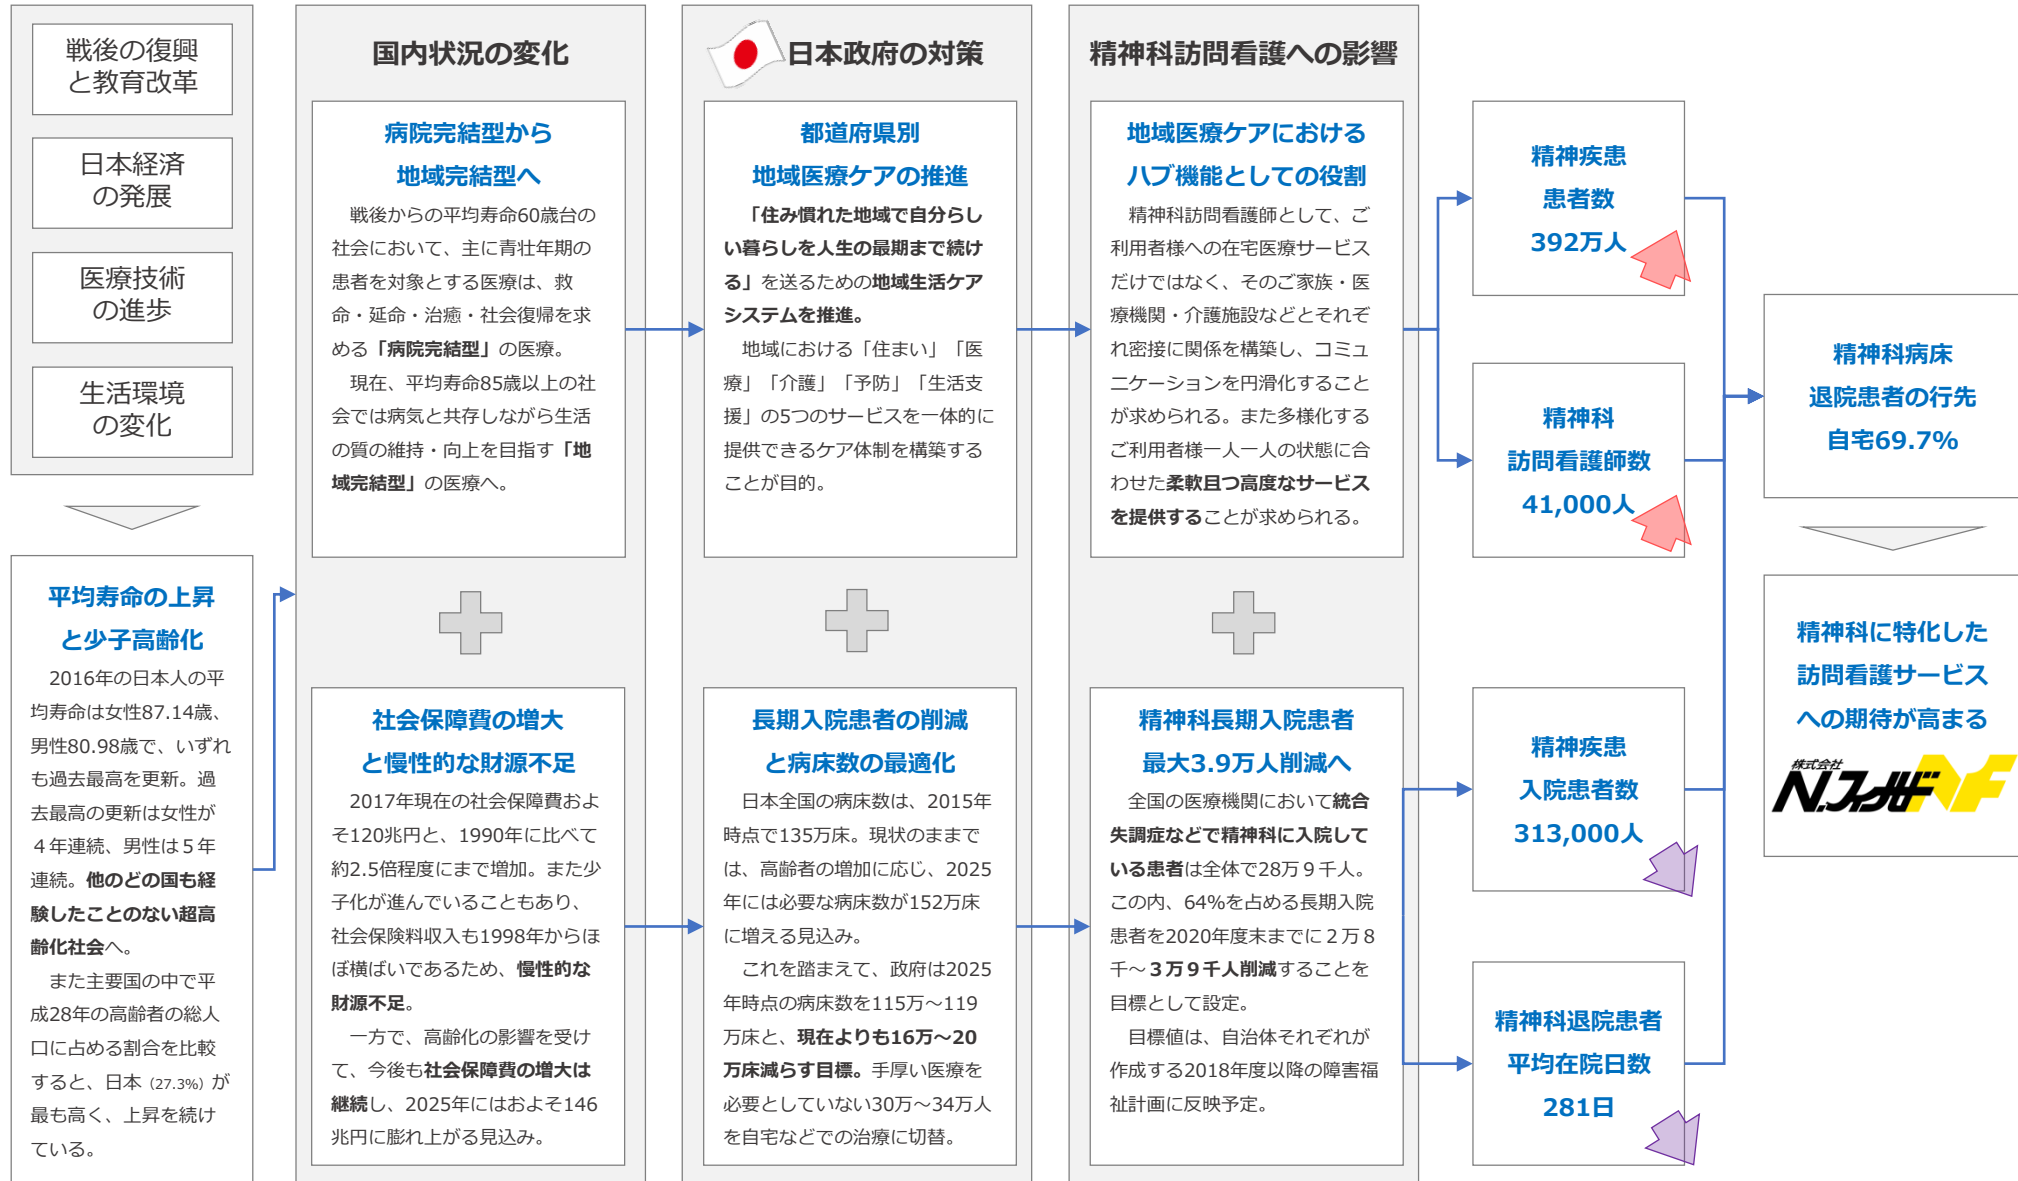 戦後の復興
と教育改革
日本経済
の発展
医療技術
の進歩
生活環境
の変化
平均寿命の上昇
と少子高齢化
2016年の日本人の平
均寿命は女性87.14歳、
男性80.98歳で、いずれ
も過去最高を更新。過
去最高の更新は女性が
４年連続、男性は５年
連続。他のどの国も経
験したことのない超高
齢化社会へ。
また主要国の中で平
成28年の高齢者の総人
口に占める割合を比較
すると、日本（27.3%）が
最も高く、上昇を続け
ている。
国内状況の変化
病院完結型から
地域完結型へ
戦後からの平均寿命60歳台の
社会において、主に青壮年期の
患者を対象とする医療は、救
命・延命・治癒・社会復帰を求
める「病院完結型」の医療。
現在、平均寿命85歳以上の社
会では病気と共存しながら生活
の質の維持・向上を目指す「地
域完結型」の医療へ。
社会保障費の増大
と慢性的な財源不足
2017年現在の社会保障費およ
そ120兆円と、1990年に比べて
約2.5倍程度にまで増加。また少
子化が進んでいることもあり、
社会保険料収入も1998年からほ
ぼ横ばいであるため、慢性的な
財源不足。
一方で、高齢化の影響を受け
て、今後も社会保障費の増大は
継続し、2025年にはおよそ146
兆円に膨れ上がる見込み。
日本政府の対策
都道府県別
地域医療ケアの推進
「住み慣れた地域で自分らし
い暮らしを人生の最期まで続け
る」を送るための地域生活ケア
システムを推進。
地域における「住まい」「医
療」「介護」「予防」「生活支
援」の5つのサービスを一体的に
提供できるケア体制を構築する
ことが目的。
長期入院患者の削減
と病床数の最適化
日本全国の病床数は、2015年
時点で135万床。現状のままで
は、高齢者の増加に応じ、2025
年には必要な病床数が152万床
に増える見込み。
これを踏まえて、政府は2025
年時点の病床数を115万～119
万床と、現在よりも16万～20
万床減らす目標。手厚い医療を
必要としていない30万～34万人
を自宅などでの治療に切替。
精神科訪問看護への影響
地域医療ケアにおける
ハブ機能としての役割
精神科訪問看護師として、ご
利用者様への在宅医療サービス
だけではなく、そのご家族・医
療機関・介護施設などとそれぞ
れ密接に関係を構築し、コミュ
ニケーションを円滑化すること
が求められる。また多様化する
ご利用者様一人一人の状態に合
わせた柔軟且つ高度なサービス
を提供することが求められる。
精神科長期入院患者
最大3.9万人削減へ
全国の医療機関において統合
失調症などで精神科に入院して
いる患者は全体で28万９千人。
この内、64%を占める長期入院
患者を2020年度末までに２万８
千～３万９千人削減することを
目標として設定。
目標値は、自治体それぞれが
作成する2018年度以降の障害福
祉計画に反映予定。
精神疾患
患者数
392万人
精神科
訪問看護師数
41,000人
精神疾患
入院患者数
313,000人
精神科退院患者
平均在院日数
281日
精神科病床
退院患者の行先
自宅69.7%
精神科に特化した
訪問看護サービス
への期待が高まる
株式会社
N.フィールド